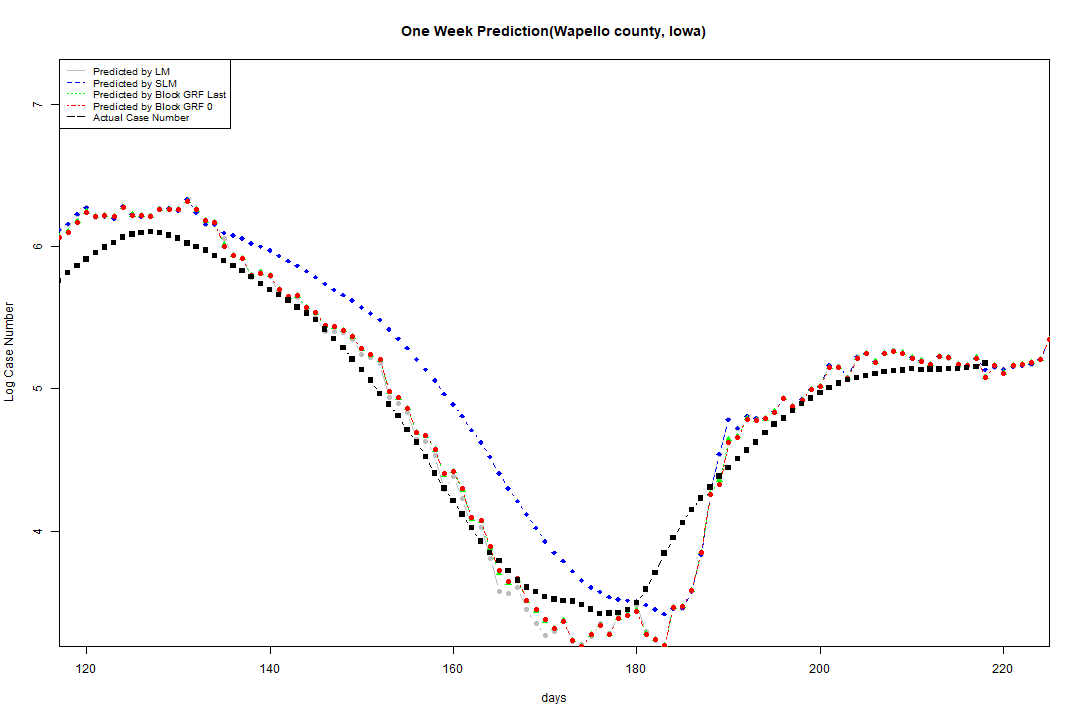 One Week Prediction(Wapello county, Iowa)
Predicted by LM
Predicted by SLM
Predicted by Block GRF Last
Predicted by Block GRF 0
Actual Case Number
7
6
5
4
Log Case Number
120 140 160 180 200 220
days